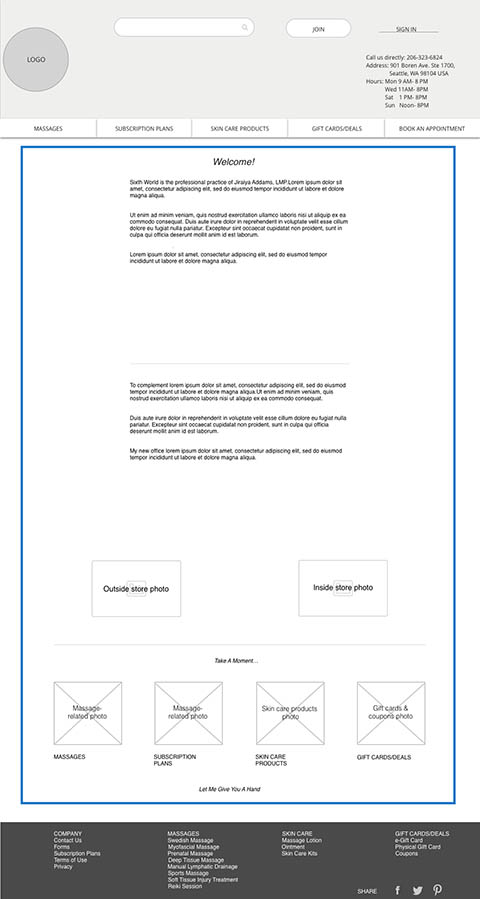 JOIN
SIGN IN
LOGO
Call us directly: 206-323-6824
Address: 901 Boren Ave. Ste 1700,
Seattle, WA 98104 USA
Hours: Mon 9 AM- 8 PM
Wed 11AM- 8PM
Sat 1 PM- 8PM
Sun Noon- 8PM
MASSAGES
SUBSCRIPTION PLANS
SKIN CARE PRODUCTS
GIFT CARDS/DEALS
BOOK AN APPOINTMENT
Welcome!
Sixth World is the professional practice of Jiraiya Addams, LMP.Lorem ipsum dolor sit
amet, consectetur adipiscing elit, sed do eiusmod tempor incididunt ut labore et dolore
magna aliqua.
Ut enim ad minim veniam, quis nostrud exercitation ullamco laboris nisi ut aliquip ex ea
commodo consequat. Duis aute irure dolor in reprehenderit in voluptate velit esse cillum
dolore eu fugiat nulla pariatur. Excepteur sint occaecat cupidatat non proident, sunt in
culpa qui officia deserunt mollit anim id est laborum.
Lorem ipsum dolor sit amet, consectetur adipiscing elit, sed do eiusmod tempor
incididunt ut labore et dolore magna aliqua.
To complement lorem ipsum dolor sit amet, consectetur adipiscing elit, sed do eiusmod
tempor incididunt ut labore et dolore magna aliqua.Ut enim ad minim veniam, quis
nostrud exercitation ullamco laboris nisi ut aliquip ex ea commodo consequat.
Duis aute irure dolor in reprehenderit in voluptate velit esse cillum dolore eu fugiat nulla
pariatur. Excepteur sint occaecat cupidatat non proident, sunt in culpa qui officia
deserunt mollit anim id est laborum.
My new office lorem ipsum dolor sit amet, consectetur adipiscing elit, sed do eiusmod
tempor incididunt ut labore et dolore magna aliqua.
Outside store photo
Inside store photo
Take A Moment...
Massage-
related photo
Massage-
related photo
Skin care products
photo
Gift cards &
coupons photo
MASSAGES
SUBSCRIPTION
PLANS
SKIN CARE
PRODUCTS
GIFT CARDS/DEALS
Let Me Give You A Hand
COMPANY
Contact Us
Forms
Subscription Plans
Terms of Use
Privacy
MASSAGES
Swedish Massage
Myofascial Massage
Prenatal Massage
Deep Tissue Massage
Manual Lymphatic Drainage
Sports Massage
Soft Tissue Injury Treatment
Reiki Session
SKIN CARE
Massage Lotion
Ointment
Skin Care Kits
GIFT CARDS/DEALS
e-Gift Card
Physical Gift Card
Coupons
SHARE